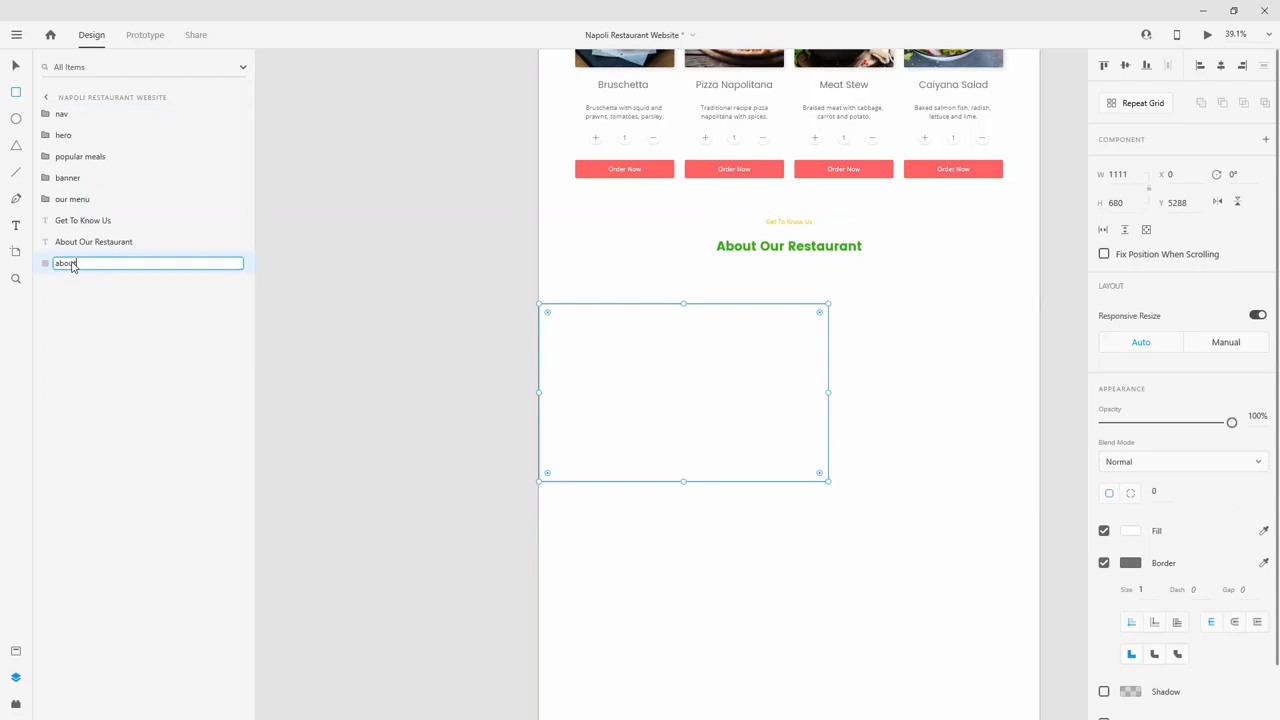 Design
Prototype
Share
Napoli Restaurant Website *
39.1%
All Items
NAPOLI RESTAURANT WEBSITE
nav
hero
popular meals
banner
our menu
Get To Know Us
About Our Restaurant
about
Bruschetta
Pizza Napolitana
Meat Stew
Caiyana Salad
Bruschetta with squid and
prawns, tomatoes, parsley.
Traditional recipe pizza
napolitana with spices.
Braised meat with cabbage,
carrot and potato.
Baked salmon fish, radish,
lettuce and lime.
+ 1 −
+ 1 −
+ 1 −
+ 1 −
Order Now
Order Now
Order Now
Order Now
Get To Know Us
About Our Restaurant
Repeat Grid
COMPONENT
W 1111 X 0 0°
H 680 Y 5288
Fix Position When Scrolling
LAYOUT
Responsive Resize
Auto
Manual
APPEARANCE
Opacity
100%
Blend Mode
Normal
0
Fill
Border
Size 1 Dash 0 Gap 0
Shadow